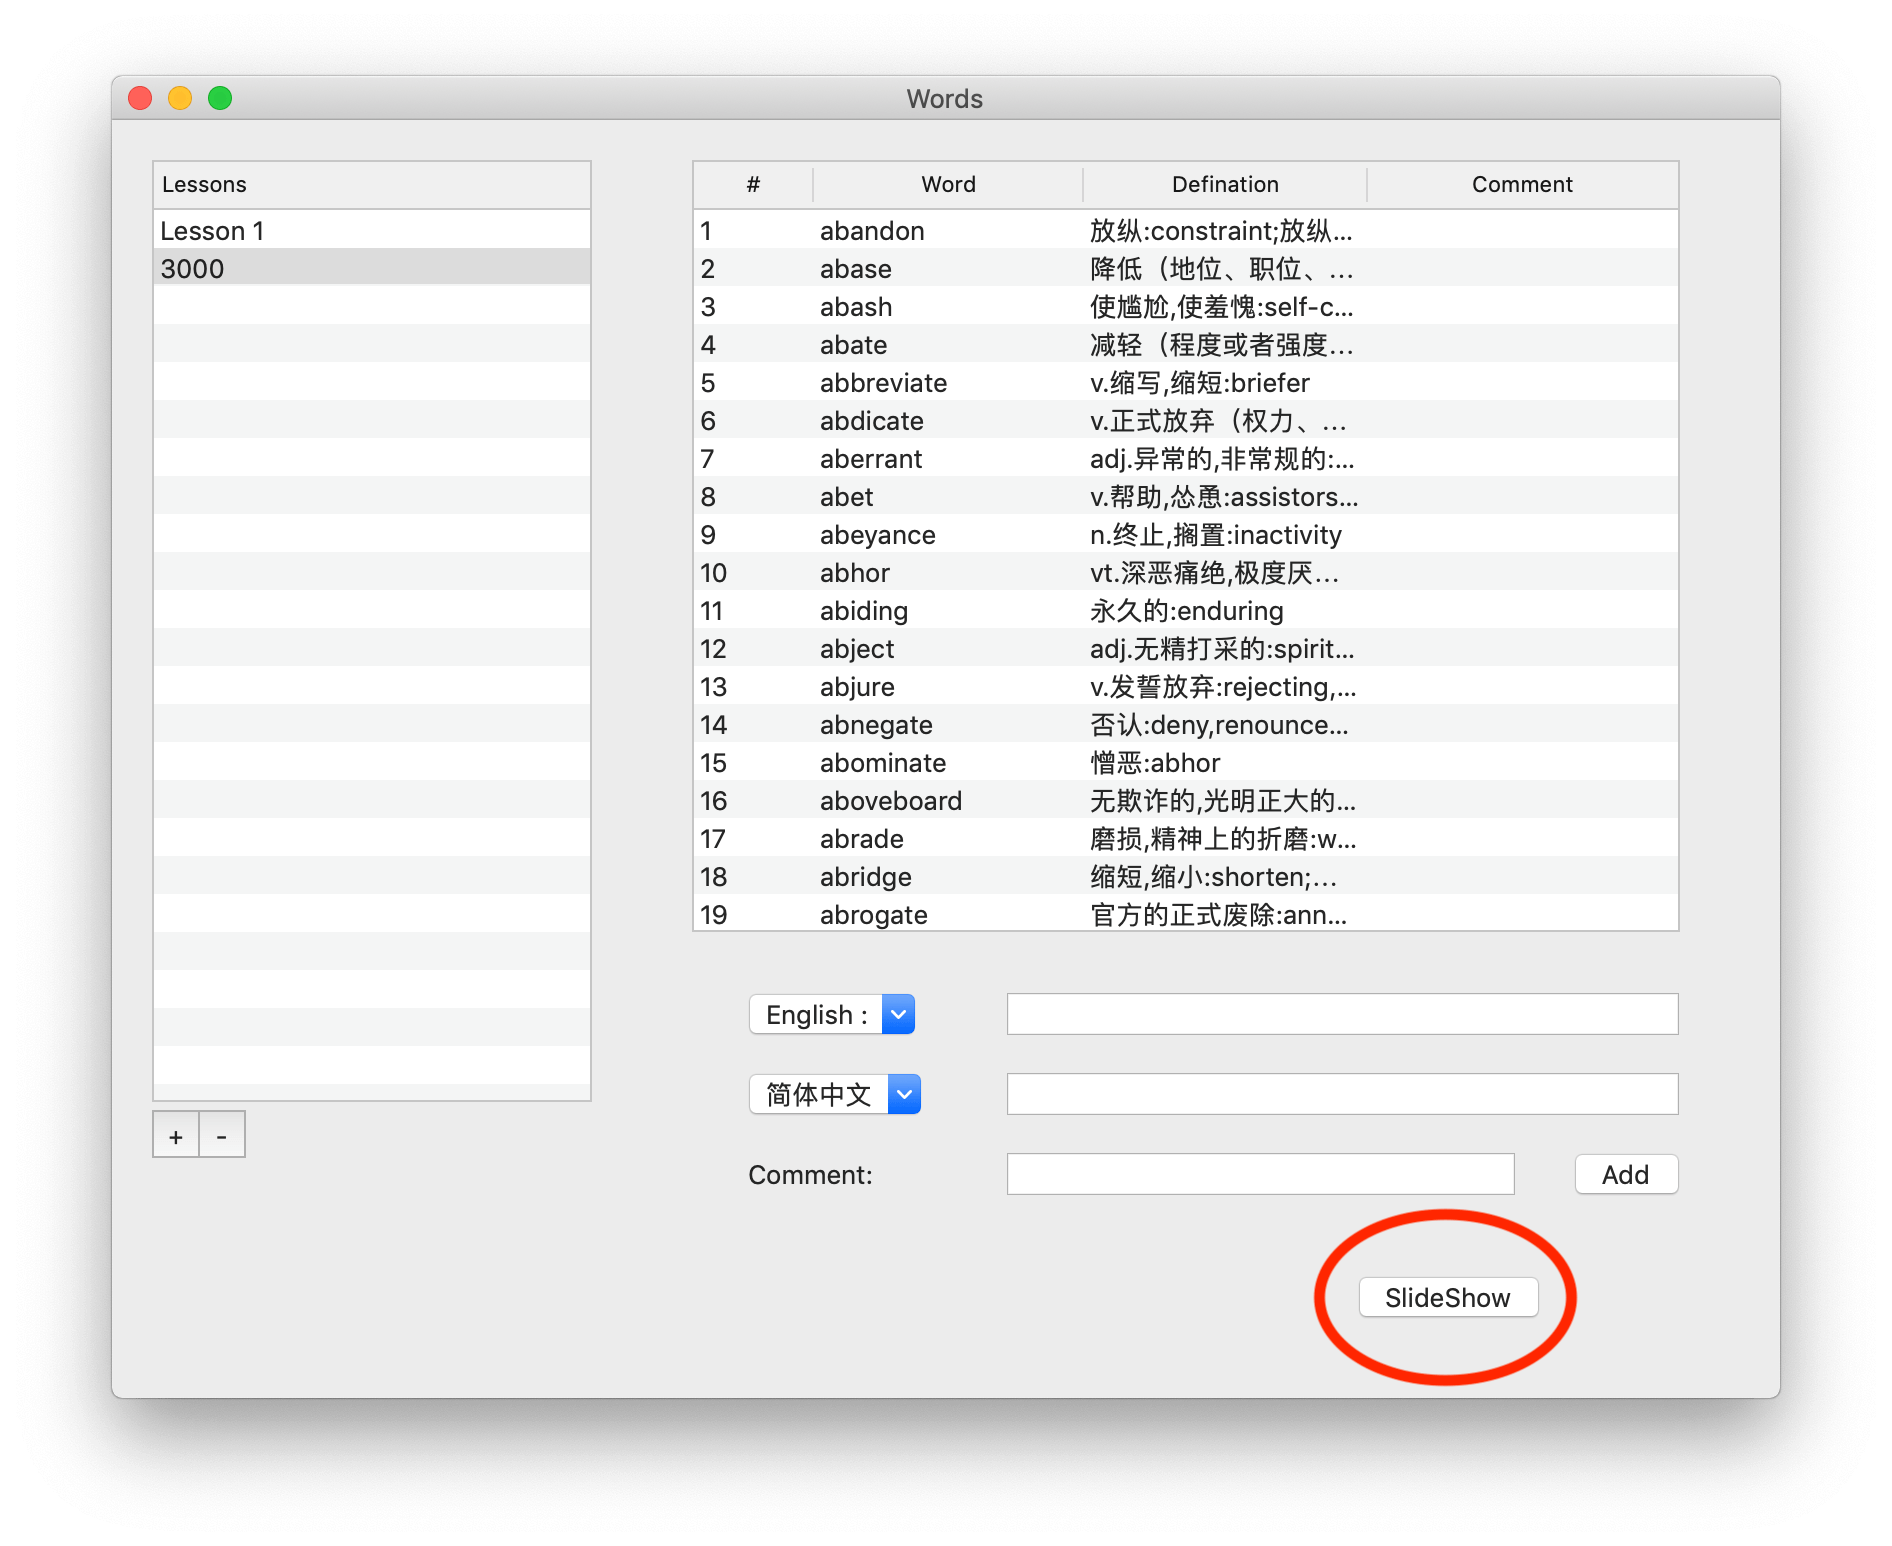 Words
Lessons
Lesson 1
3000
# Word Defination Comment
1 abandon 放纵:constraint;放纵...
2 abase 降低（地位、职位、...
3 abash 使尴尬,使羞愧:self-c...
4 abate 减轻（程度或者强度...
5 abbreviate v.缩写,缩短:briefer
6 abdicate v.正式放弃（权力、...
7 aberrant adj.异常的,非常规的:...
8 abet v.帮助,怂恿:assistors...
9 abeyance n.终止,搁置:inactivity
10 abhor vt.深恶痛绝,极度厌...
11 abiding 永久的:enduring
12 abject adj.无精打采的:spirit...
13 abjure v.发誓放弃:rejecting,...
14 abnegate 否认:deny,renounce...
15 abominate 憎恶:abhor
16 aboveboard 无欺诈的,光明正大的...
17 abrade 磨损,精神上的折磨:w...
18 abridge 缩短,缩小:shorten;...
19 abrogate 官方的正式废除:ann...
English :
简体中文
+ -
Comment: Add
SlideShow